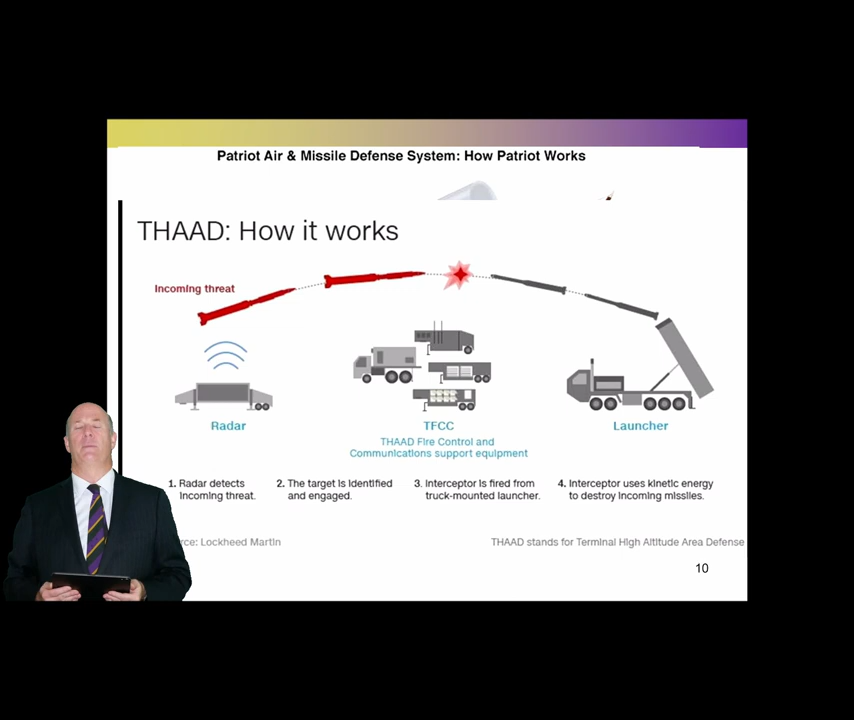 Patriot Air & Missile Defense System: How Patriot Works
THAAD: How it works
Incoming threat
Radar
TFCC
Launcher
THAAD Fire Control and
Communications support equipment
1. Radar detects
incoming threat.
2. The target is identified
and engaged.
3. Interceptor is fired from
truck-mounted launcher.
4. Interceptor uses kinetic energy
to destroy incoming missiles.
rce: Lockheed Martin
THAAD stands for Terminal High Altitude Area Defense
10